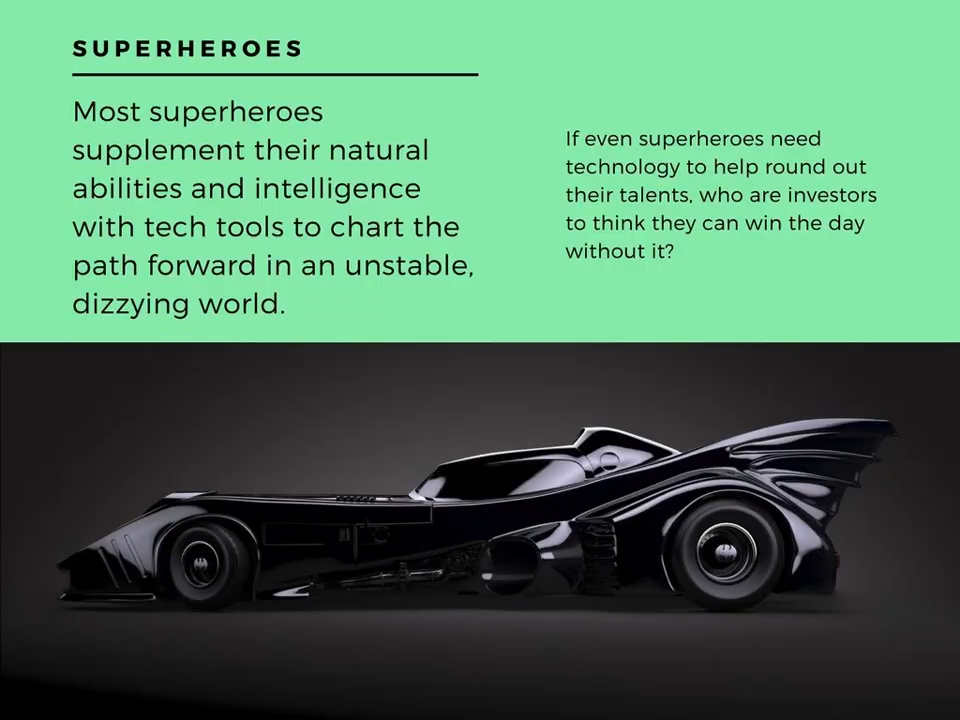 SUPERHEROES
Most superheroes
supplement their natural
abilities and intelligence
with tech tools to chart the
path forward in an unstable,
dizzying world.
If even superheroes need
technology to help round out
their talents, who are investors
to think they can win the day
without it?